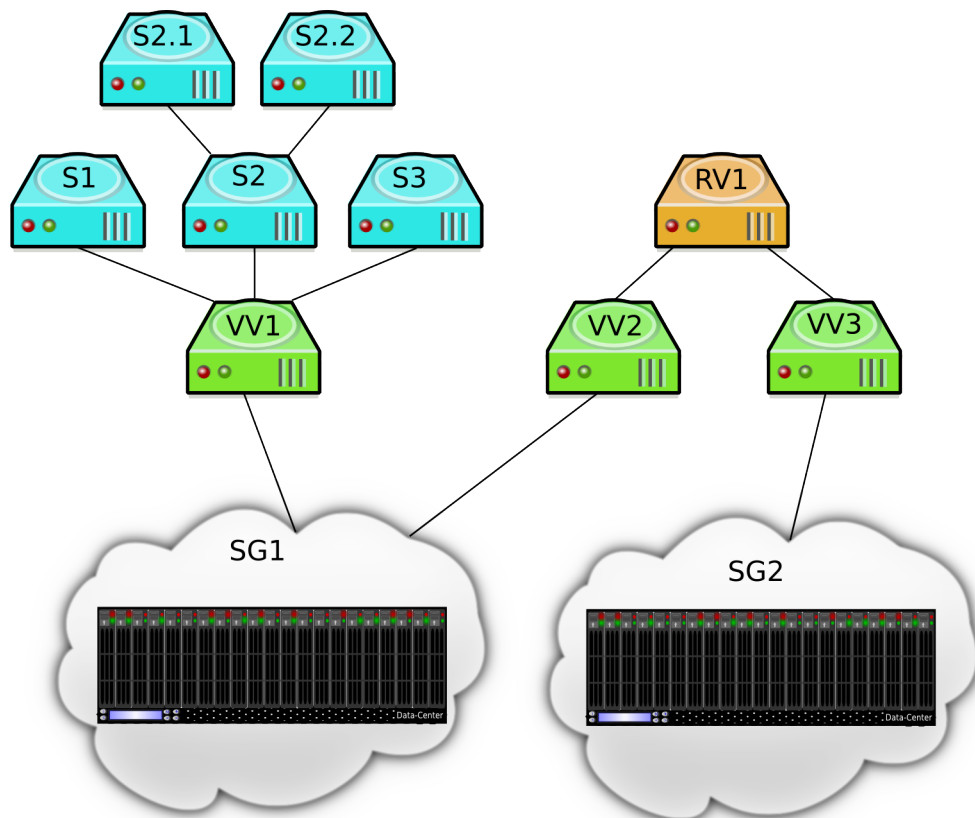 S2.1
S2.2
S1
S2
S3
RV1
VV1
VV2
VV3
SG1
SG2
Data-Center
Data-Center